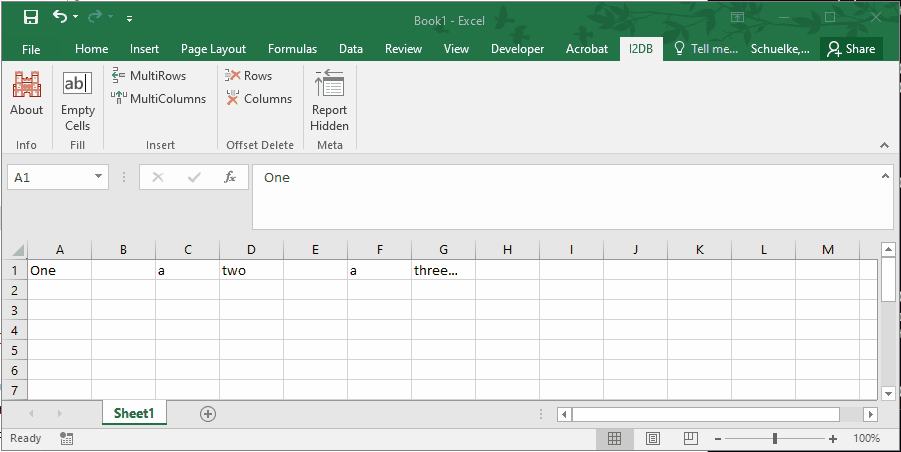 Book1 - Excel
File Home Insert Page Layout Formulas Data Review View Developer Acrobat I2DB Tell me... Schuelke,... Share
About
Empty Cells
MultiRows
MultiColumns
Rows
Columns
Report Hidden
Info Fill Insert Offset Delete Meta
A1 fx One
A B C D E F G H I J K L M
1 One a two a three...
2
3
4
5
6
7
Sheet1
Ready 100%